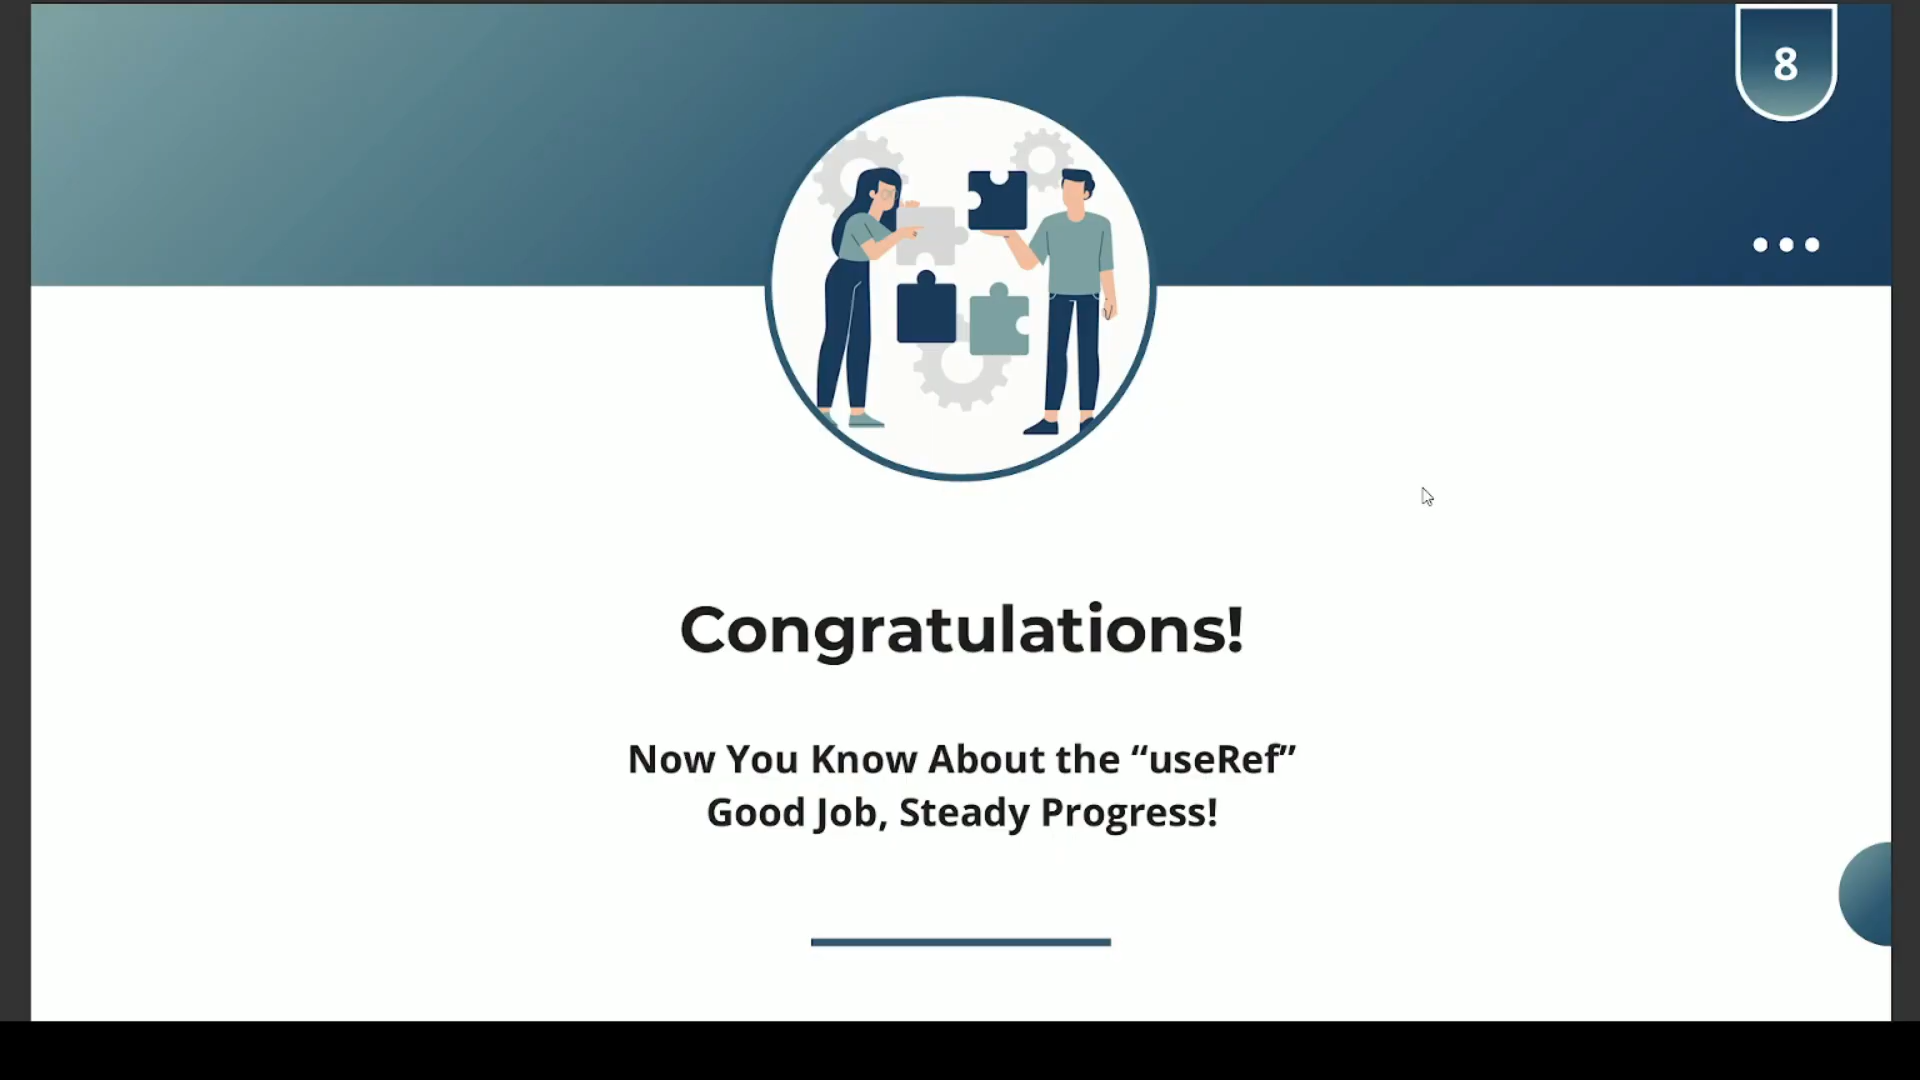 8
Congratulations!
Now You Know About the “useRef”
Good Job, Steady Progress!